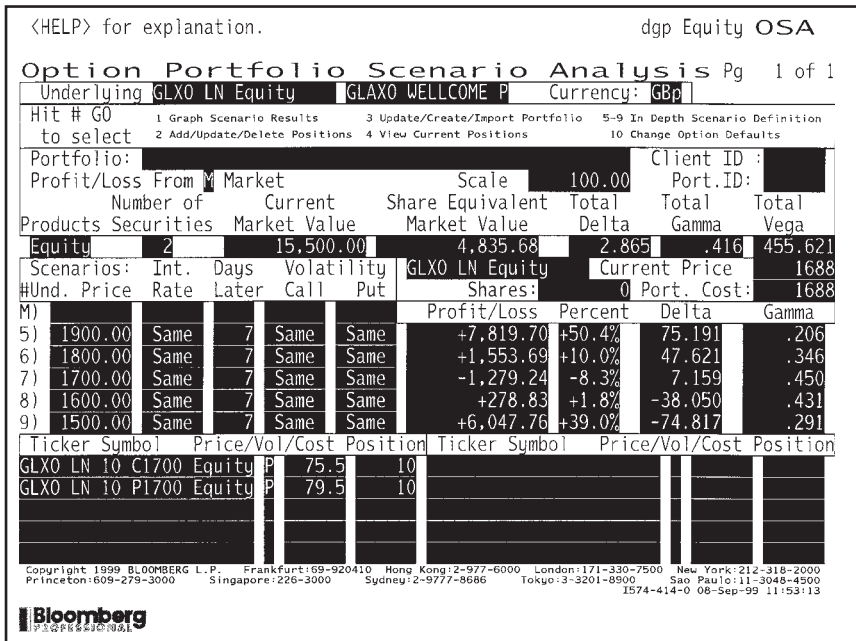 <HELP> for explanation. dgp Equity OSA
Option Portfolio Scenario Analysis Pg 1 of 1
Underlying GLXO LN Equity GLAXO WELLCOME P Currency: GBp
Hit # GO 1 Graph Scenario Results 3 Update/Create/Import Portfolio 5-9 In Depth Scenario Definition
to select 2 Add/Update/Delete Positions 4 View Current Positions 10 Change Option Defaults
Portfolio: Client ID :
Profit/Loss From M Market Scale 100.00 Port.ID:
Number of Current Share Equivalent Total Total Total
Products Securities Market Value Market Value Delta Gamma Vega
Equity 2 15,500.00 4,835.68 2.865 .416 455.621
Scenarios: Int. Days Volatility GLXO LN Equity Current Price 1688
#Und. Price Rate Later Call Put Shares: 0 Port. Cost: 1688
M) Profit/Loss Percent Delta Gamma
5) 1900.00 Same 7 Same Same +7,819.70 +50.4% 75.191 .206
6) 1800.00 Same 7 Same Same +1,553.69 +10.0% 47.621 .346
7) 1700.00 Same 7 Same Same -1,279.24 -8.3% 7.159 .450
8) 1600.00 Same 7 Same Same +278.83 +1.8% -38.050 .431
9) 1500.00 Same 7 Same Same +6,047.76 +39.0% -74.817 .291
Ticker Symbol Price/Vol/Cost Position Ticker Symbol Price/Vol/Cost Position
GLXO LN 10 C1700 Equity P 75.5 10
GLXO LN 10 P1700 Equity P 79.5 10
Copyright 1999 BLOOMBERG L.P. Frankfurt:69-920410 Hong Kong:2-977-6000 London:171-330-7500 New York:212-318-2000
Princeton:609-279-3000 Singapore:226-3000 Sydney:2-9777-8686 Tokyo:3-3201-8900 Sao Paulo:11-3048-4500
I574-414-0 08-Sep-99 11:53:13
Bloomberg
PROFESSIONAL